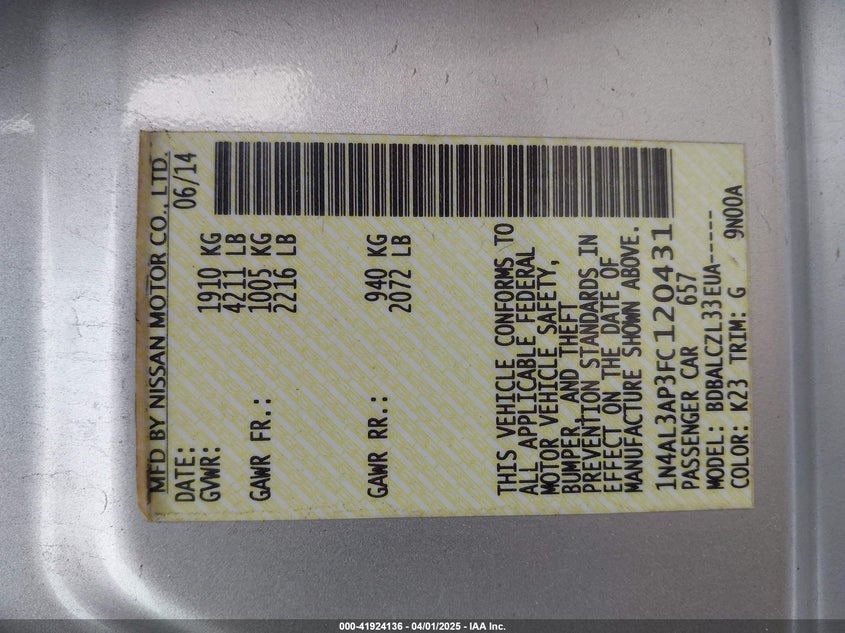 MFD BY NISSAN MOTOR CO., LTD.
DATE: 06/14
GVWR: 1910 KG
4211 LB
GAWR FR.: 1005 KG
2216 LB
GAWR RR.: 940 KG
2072 LB
THIS VEHICLE CONFORMS TO
ALL APPLICABLE FEDERAL
MOTOR VEHICLE SAFETY,
BUMPER, AND THEFT
PREVENTION STANDARDS IN
EFFECT ON THE DATE OF
MANUFACTURE SHOWN ABOVE.
1N4AL3AP3FC120431
PASSENGER CAR 657
MODEL: BDBALCZL33EUA-----
COLOR: K23 TRIM: G 9N00A
000-41924136 - 04/01/2025 - IAA Inc.